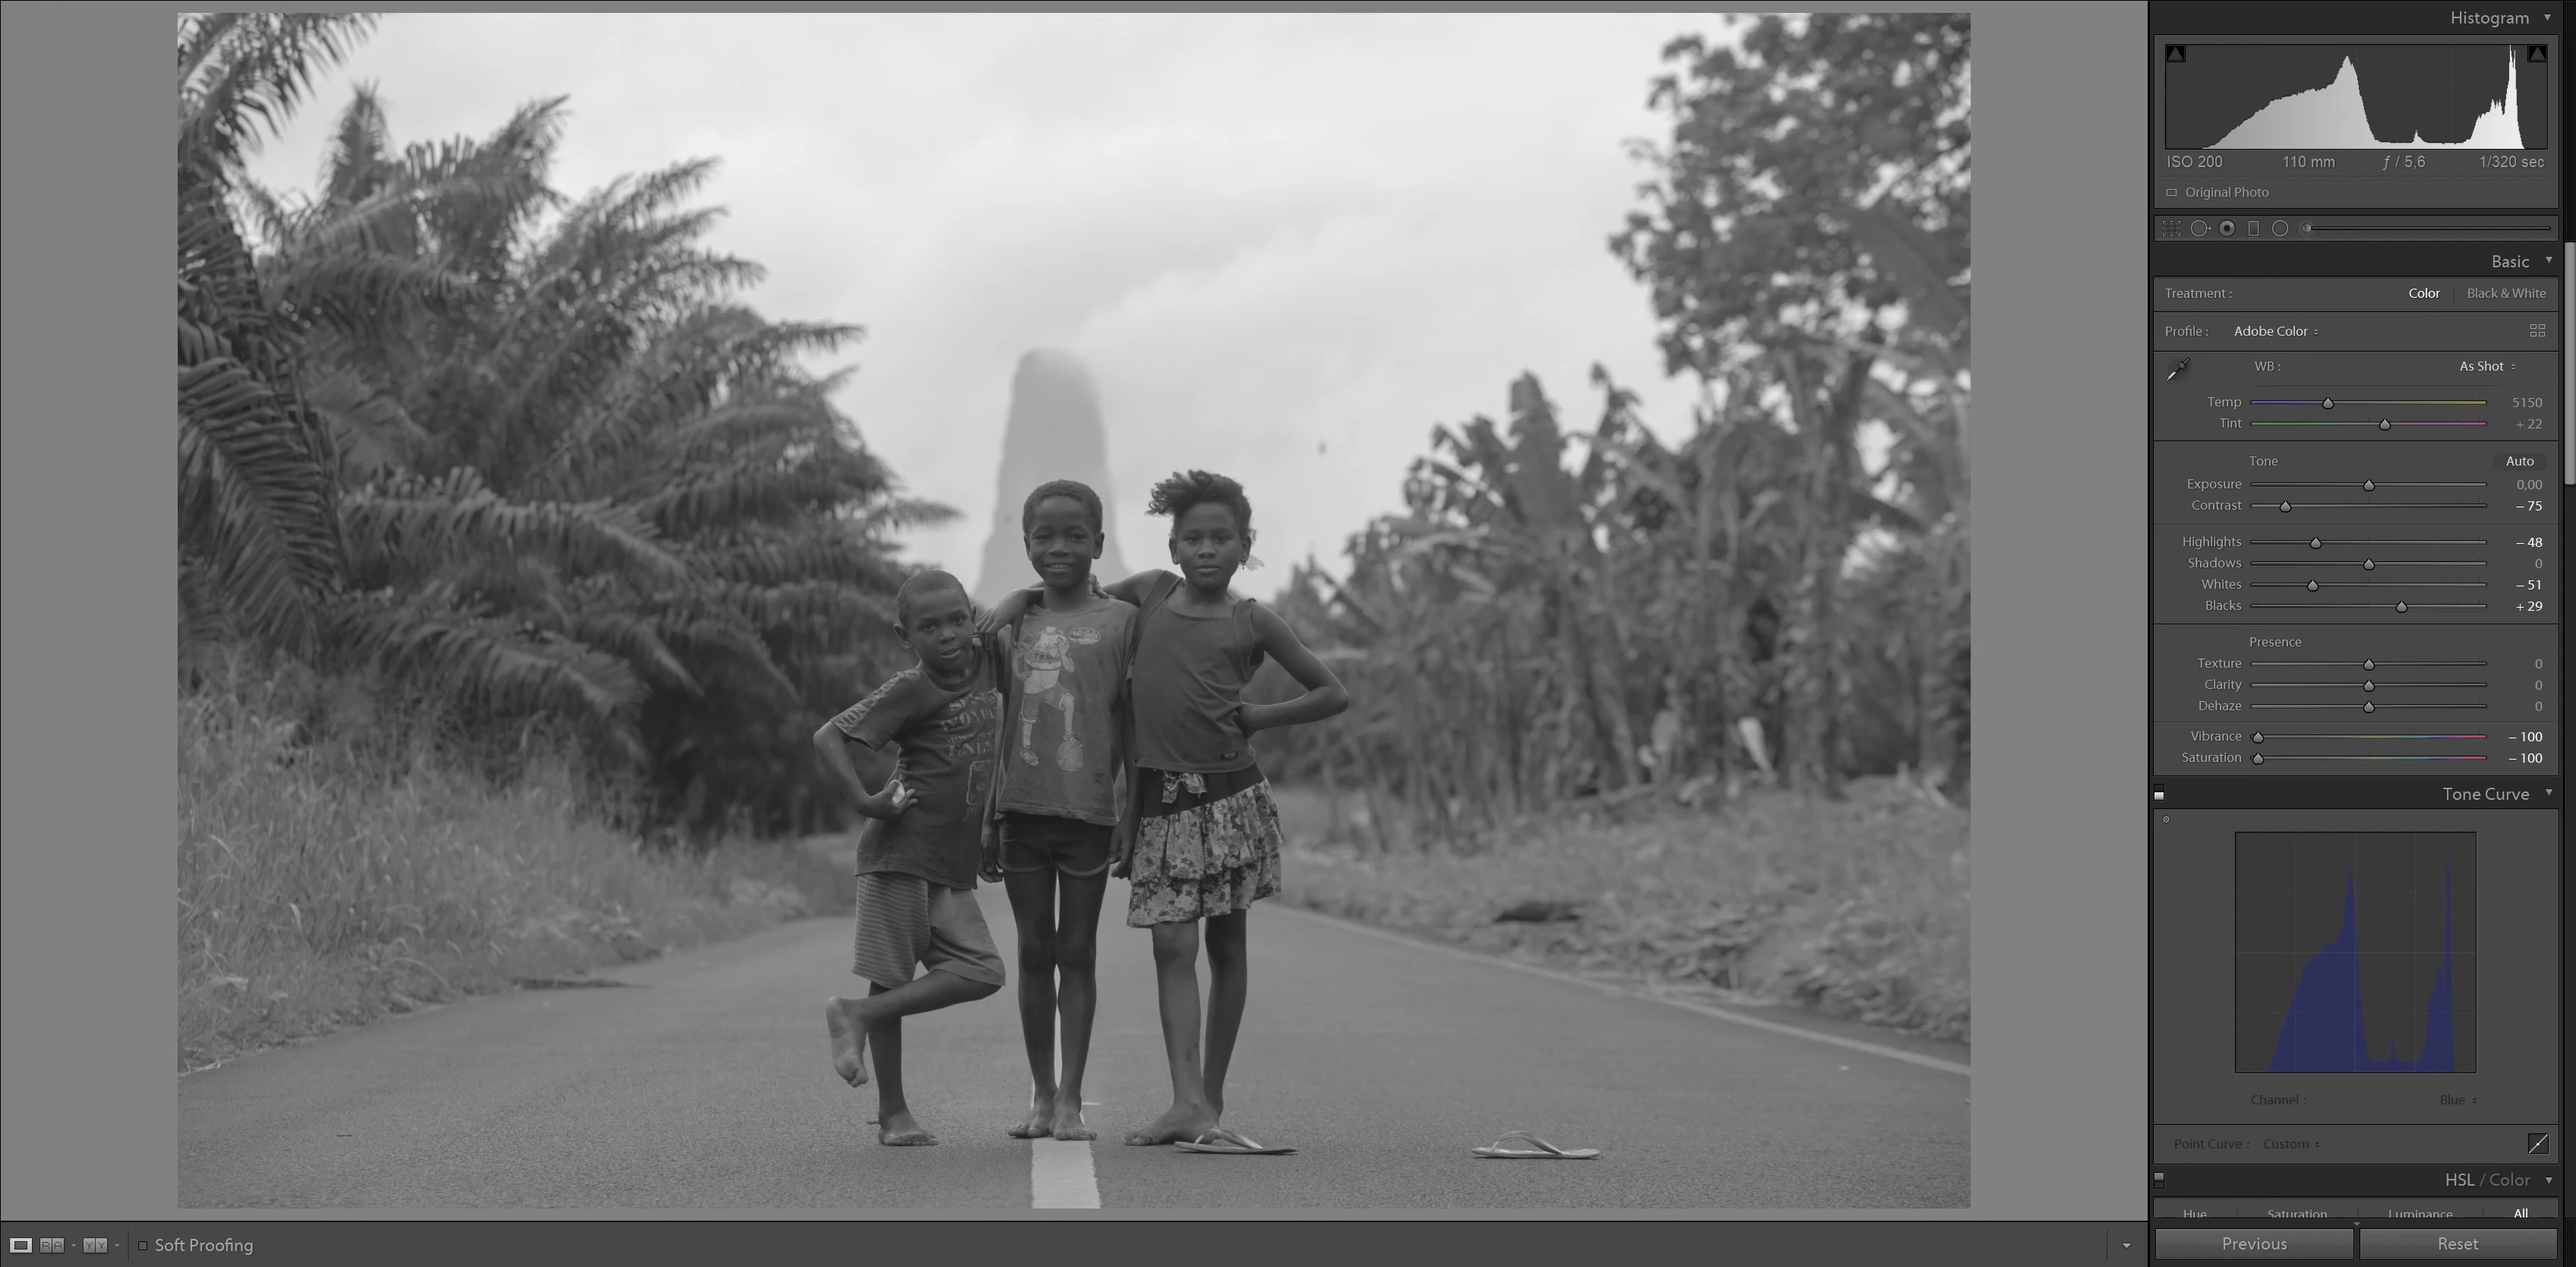 Histogram
ISO 200 110 mm ƒ / 5,6 1/320 sec
Original Photo
Basic
Treatment : Color Black & White
Profile : Adobe Color
WB : As Shot
Temp 5150
Tint + 22
Tone Auto
Exposure 0,00
Contrast – 75
Highlights – 48
Shadows 0
Whites – 51
Blacks + 29
Presence
Texture 0
Clarity 0
Dehaze 0
Vibrance – 100
Saturation – 100
Tone Curve
Channel : Blue
Point Curve : Custom
HSL / Color
Hue Saturation Luminance All
Previous Reset
Soft Proofing